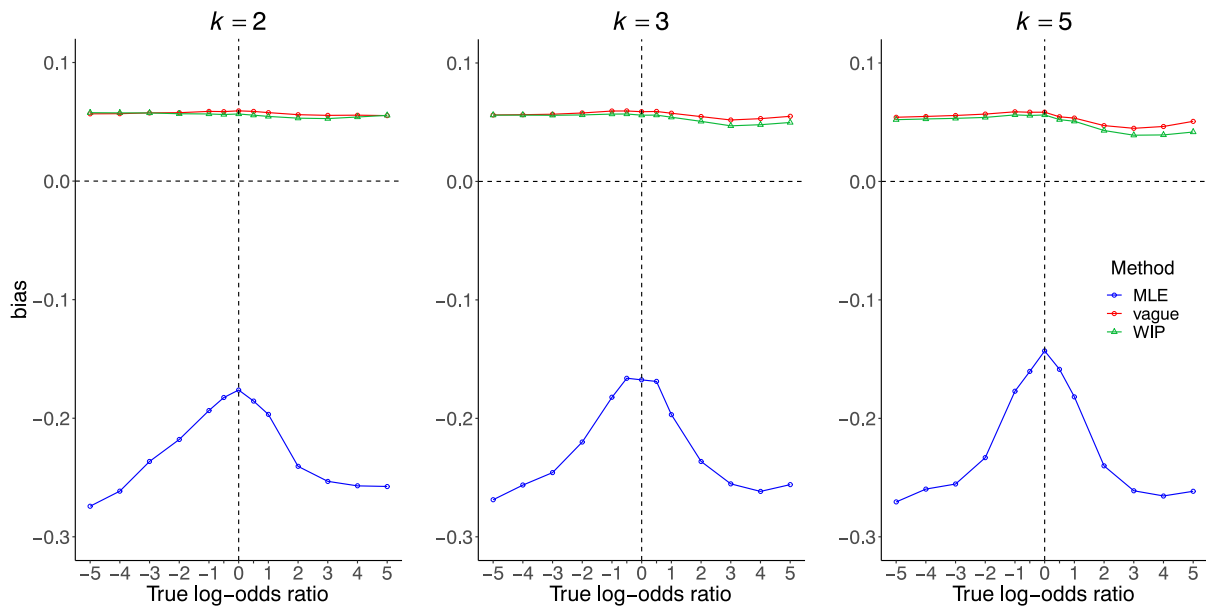 k = 2
k = 3
k = 5
bias
0.1
0.0
−0.1
−0.2
−0.3
−5 −4 −3 −2 −1 0 1 2 3 4 5
True log−odds ratio
0.1
0.0
−0.1
−0.2
−0.3
−5 −4 −3 −2 −1 0 1 2 3 4 5
True log−odds ratio
0.1
0.0
−0.1
−0.2
−0.3
−5 −4 −3 −2 −1 0 1 2 3 4 5
True log−odds ratio
Method
MLE
vague
WIP